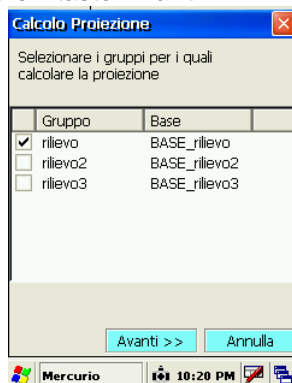 Calcolo Proiezione
Selezionare i gruppi per i quali
calcolare la proiezione
Gruppo Base
rilievo BASE_rilievo
rilievo2 BASE_rilievo2
rilievo3 BASE_rilievo3
Avanti >> Annulla
Mercurio 10:20 PM